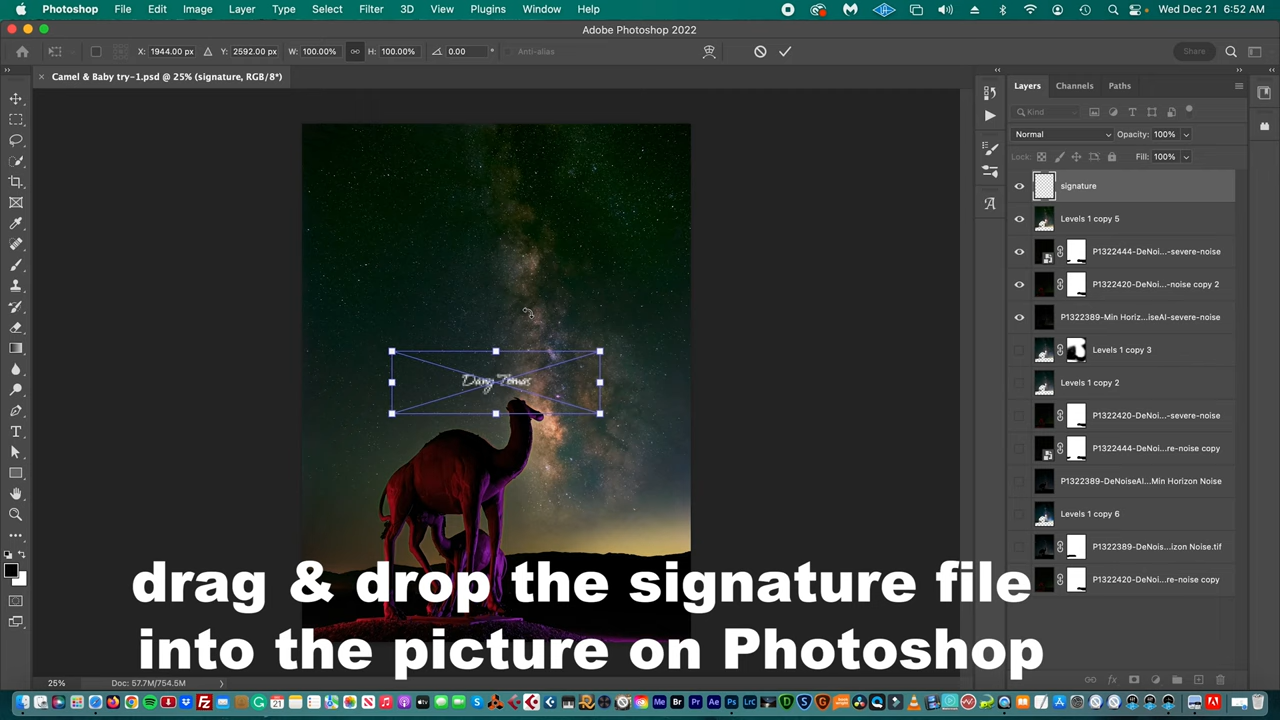 Photoshop File Edit Image Layer Type Select Filter 3D View Plugins Window Help Wed Dec 21 6:52 AM
Adobe Photoshop 2022
X: 1944.00 px Y: 2592.00 px W: 100.00% H: 100.00% 0.00 ° Anti-alias Share
× Camel & Baby try-1.psd @ 25% (signature, RGB/8*)
Layers Channels Paths
Kind
Normal Opacity: 100%
Lock: Fill: 100%
signature
Levels 1 copy 5
P1322444-DeNoi...-severe-noise
P1322420-DeNoi...-noise copy 2
P1322389-Min Horiz...iseAI-severe-noise
Levels 1 copy 3
Levels 1 copy 2
P1322420-DeNoi...-severe-noise
P1322444-DeNoi...re-noise copy
P1322389-DeNoiseAI...Min Horizon Noise
Levels 1 copy 6
P1322389-DeNois...izon Noise.tif
P1322420-DeNoi...re-noise copy
drag & drop the signature file
into the picture on Photoshop
25% Doc: 57.7M/754.5M